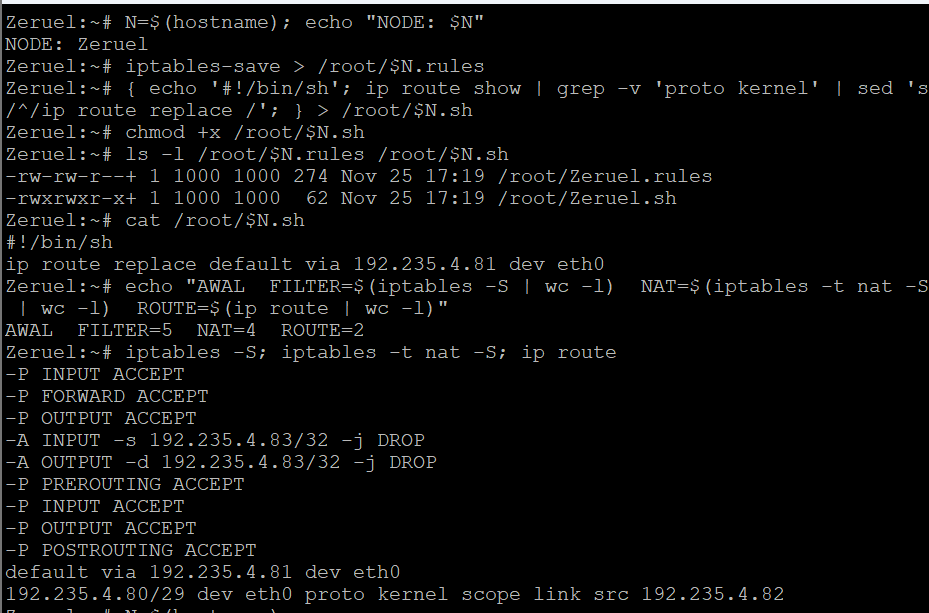 Zeruel:~# N=$(hostname); echo "NODE: $N"
NODE: Zeruel
Zeruel:~# iptables-save > /root/$N.rules
Zeruel:~# { echo '#!/bin/sh'; ip route show | grep -v 'proto kernel' | sed 's
/^/ip route replace /'; } > /root/$N.sh
Zeruel:~# chmod +x /root/$N.sh
Zeruel:~# ls -l /root/$N.rules /root/$N.sh
-rw-rw-r--+ 1 1000 1000 274 Nov 25 17:19 /root/Zeruel.rules
-rwxrwxr-x+ 1 1000 1000  62 Nov 25 17:19 /root/Zeruel.sh
Zeruel:~# cat /root/$N.sh
#!/bin/sh
ip route replace default via 192.235.4.81 dev eth0
Zeruel:~# echo "AWAL  FILTER=$(iptables -S | wc -l)  NAT=$(iptables -t nat -S
 | wc -l)  ROUTE=$(ip route | wc -l)"
AWAL  FILTER=5  NAT=4  ROUTE=2
Zeruel:~# iptables -S; iptables -t nat -S; ip route
-P INPUT ACCEPT
-P FORWARD ACCEPT
-P OUTPUT ACCEPT
-A INPUT -s 192.235.4.83/32 -j DROP
-A OUTPUT -d 192.235.4.83/32 -j DROP
-P PREROUTING ACCEPT
-P INPUT ACCEPT
-P OUTPUT ACCEPT
-P POSTROUTING ACCEPT
default via 192.235.4.81 dev eth0
192.235.4.80/29 dev eth0 proto kernel scope link src 192.235.4.82